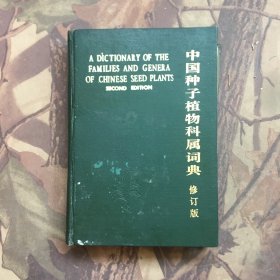 A DICTIONARY OF THE
FAMILIES AND GENERA
OF CHINESE SEED PLANTS
SECOND EDITION
中国种子植物科属词典
修订版